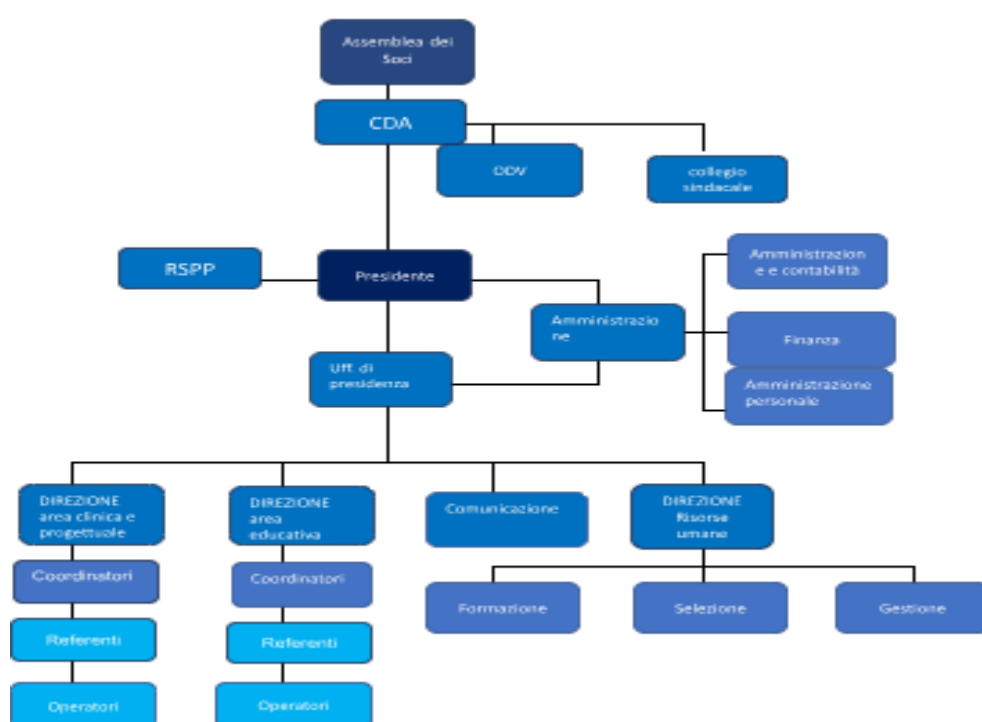 Assemblea dei
Soci
CDA
ODV
collegio
sindacale
RSPP
Presidente
Amministrazion
e e contabilità
Amministrazio
ne
Finanza
Uff. di
presidenza
Amministrazione
personale
DIREZIONE
area clinica e
progettuale
DIREZIONE
area
educativa
Comunicazione
DIREZIONE
Risorse
umane
Coordinatori
Coordinatori
Formazione
Selezione
Gestione
Referenti
Referenti
Operatori
Operatori